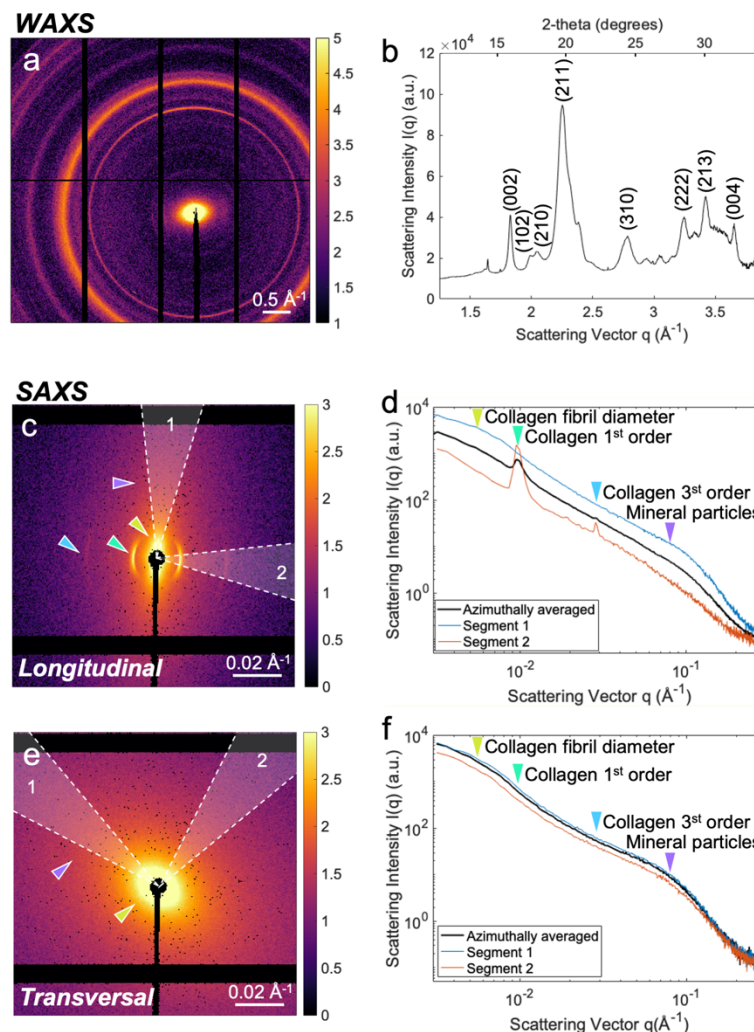 WAXS
a
5
4.5
4
3.5
3
2.5
2
1.5
1
0.5 Å-1
b
2-theta (degrees)
20
30
×10⁴
12
10
8
6
4
2
0
(002)
(102)
(210)
(211)
(310)
(222)
(213)
(004)
1.5
2
2.5
3
3.5
Scattering Intensity I(q) (a.u.)
Scattering Vector q (Å-1)
SAXS
c
1
2
3
2.5
2
1.5
1
0.5
0
Longitudinal
0.02 Å-1
d
10⁴
10²
10⁰
Scattering Intensity I(q) (a.u.)
Collagen fibril diameter
Collagen 1st order
Collagen 3st order
Mineral particles
Azimuthally averaged
Segment 1
Segment 2
10-2
10-1
Scattering Vector q (Å-1)
e
1
2
3
2.5
2
1.5
1
0.5
0
Transversal
0.02 Å-1
f
10⁴
10²
10⁰
Scattering Intensity I(q) (a.u.)
Collagen fibril diameter
Collagen 1st order
Collagen 3st order
Mineral particles
Azimuthally averaged
Segment 1
Segment 2
10-2
10-1
Scattering Vector q (Å-1)